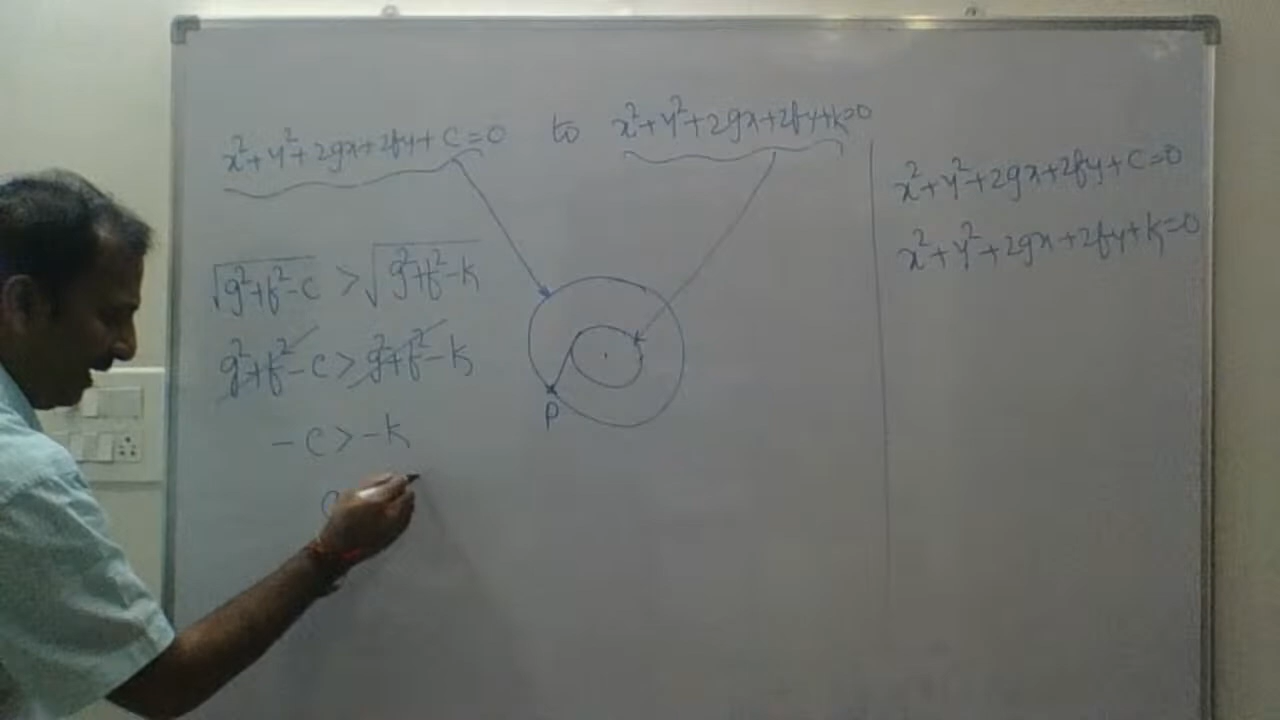 x²+y²+2gx+2fy+c=0 to x²+y²+2gx+2fy+k=0
√g²+f²-c > √g²+f²-k
g²+f²-c > g²+f²-k
-c > -k
P
x²+y²+2gx+2fy+c=0
x²+y²+2gx+2fy+k=0